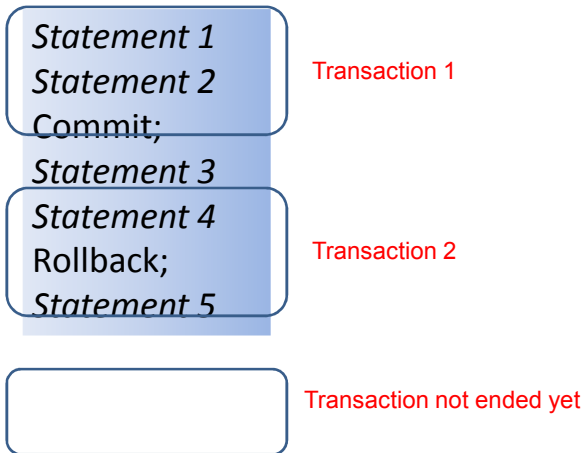 Statement 1
Statement 2
Commit;
Statement 3
Statement 4
Rollback;
Statement 5
Transaction 1
Transaction 2
Transaction not ended yet